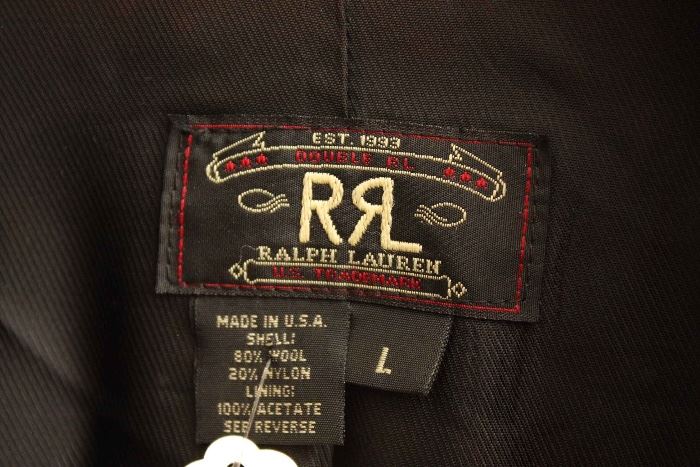 EST. 1993
DOUBLE RL
RRL
RALPH LAUREN
U.S. TRADEMARK
MADE IN U.S.A.
SHELL:
80% WOOL
20% NYLON
LINING:
100% ACETATE
SEE REVERSE
L